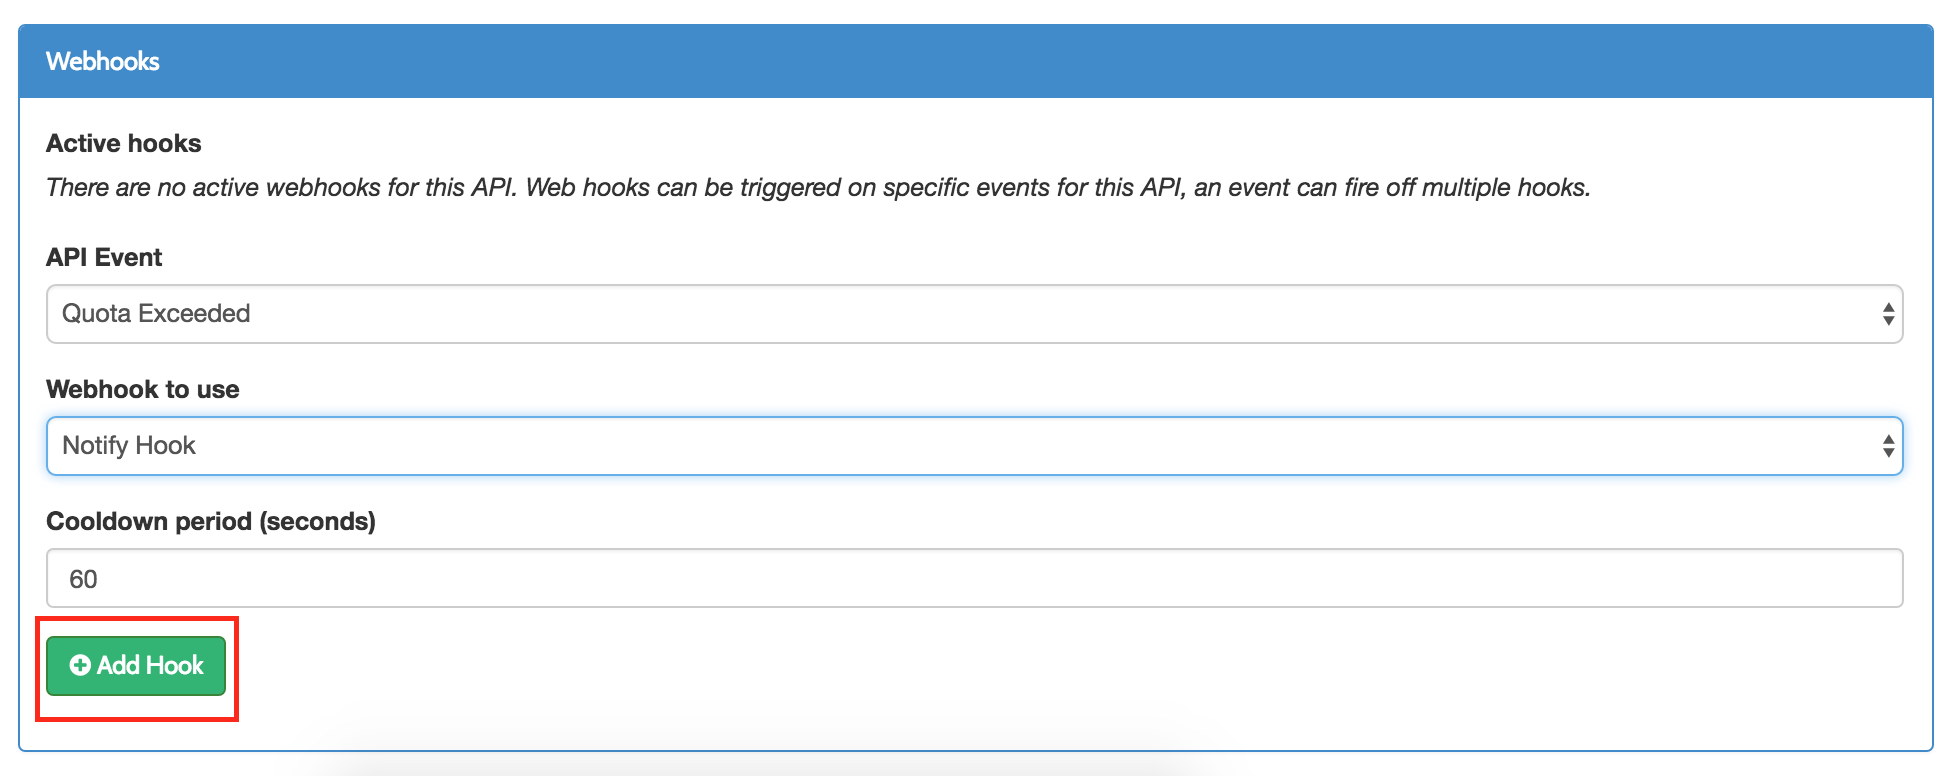 Webhooks
Active hooks
There are no active webhooks for this API. Web hooks can be triggered on specific events for this API, an event can fire off multiple hooks.
API Event
Quota Exceeded
Webhook to use
Notify Hook
Cooldown period (seconds)
60
Add Hook